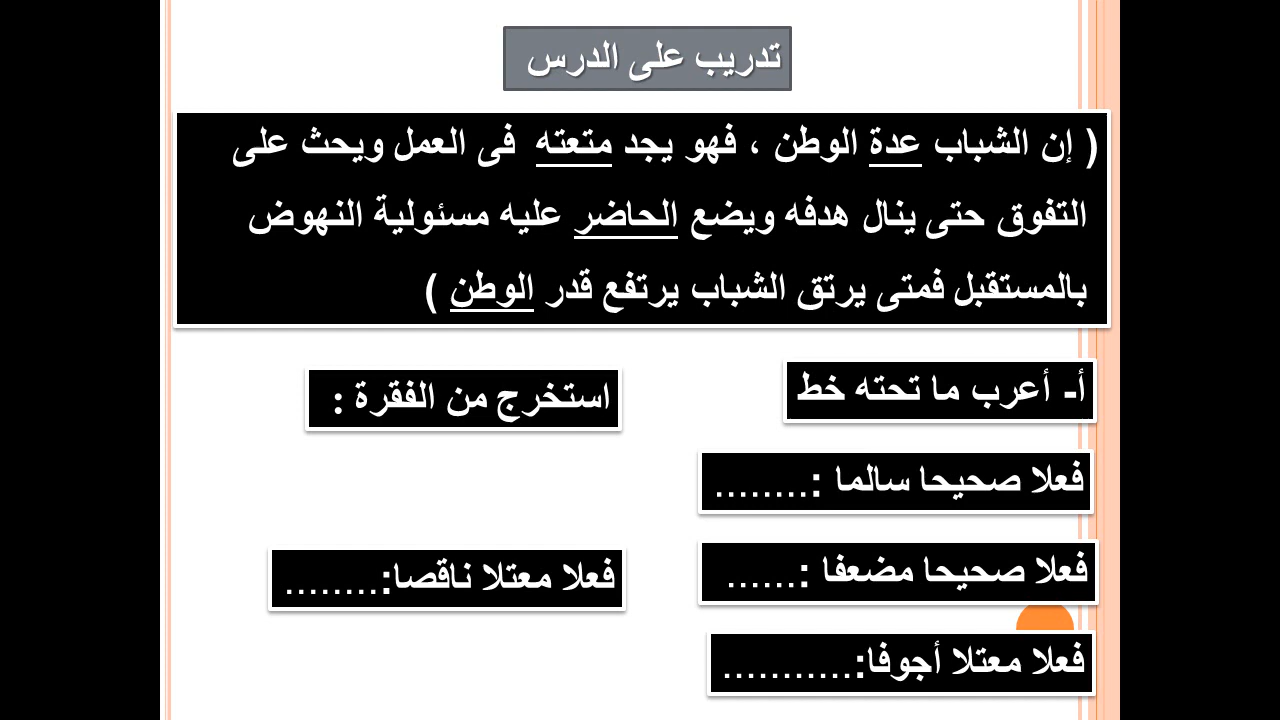 تدريب على الدرس
( إن الشباب عدة الوطن ، فهو يجد متعته فى العمل ويحث على
التفوق حتى ينال هدفه ويضع الحاضر عليه مسئولية النهوض
بالمستقبل فمتى يرتق الشباب يرتفع قدر الوطن )
أ- أعرب ما تحته خط
استخرج من الفقرة :
فعلا صحيحا سالما :........
فعلا صحيحا مضعفا :......
فعلا معتلا ناقصا:........
فعلا معتلا أجوفا:...........